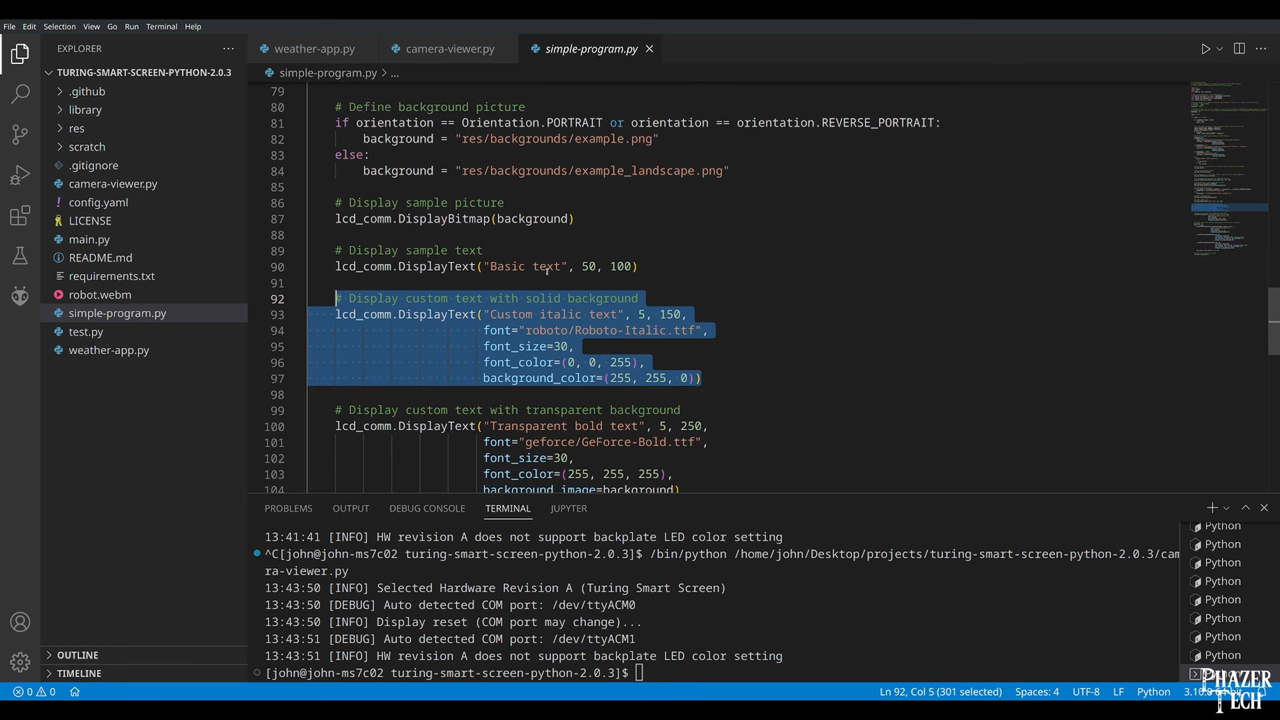 File Edit Selection View Go Run Terminal Help
EXPLORER
weather-app.py camera-viewer.py simple-program.py
TURING-SMART-SCREEN-PYTHON-2.0.3
.github
library
res
scratch
.gitignore
camera-viewer.py
config.yaml
LICENSE
main.py
README.md
requirements.txt
robot.webm
simple-program.py
test.py
weather-app.py
OUTLINE
TIMELINE
simple-program.py > ...
79
80 # Define background picture
81 if orientation == Orientation.PORTRAIT or orientation == orientation.REVERSE_PORTRAIT:
82 background = "res/backgrounds/example.png"
83 else:
84 background = "res/backgrounds/example_landscape.png"
85
86 # Display sample picture
87 lcd_comm.DisplayBitmap(background)
88
89 # Display sample text
90 lcd_comm.DisplayText("Basic text", 50, 100)
91
92 # Display custom text with solid background
93 lcd_comm.DisplayText("Custom italic text", 5, 150,
94 font="roboto/Roboto-Italic.ttf",
95 font_size=30,
96 font_color=(0, 0, 255),
97 background_color=(255, 255, 0))
98
99 # Display custom text with transparent background
100 lcd_comm.DisplayText("Transparent bold text", 5, 250,
101 font="geforce/GeForce-Bold.ttf",
102 font_size=30,
103 font_color=(255, 255, 255),
104 background_image=background)
PROBLEMS OUTPUT DEBUG CONSOLE TERMINAL JUPYTER
13:41:41 [INFO] HW revision A does not support backplate LED color setting
^C[john@john-ms7c02 turing-smart-screen-python-2.0.3]$ /bin/python /home/john/Desktop/projects/turing-smart-screen-python-2.0.3/came
ra-viewer.py
13:43:50 [INFO] Selected Hardware Revision A (Turing Smart Screen)
13:43:50 [DEBUG] Auto detected COM port: /dev/ttyACM0
13:43:50 [INFO] Display reset (COM port may change)...
13:43:51 [DEBUG] Auto detected COM port: /dev/ttyACM1
13:43:51 [INFO] HW revision A does not support backplate LED color setting
[john@john-ms7c02 turing-smart-screen-python-2.0.3]$
Python
Python
Python
Python
Python
Python
Python
Python
PHAZER
TECH
0 0 Ln 92, Col 5 (301 selected) Spaces: 4 UTF-8 LF Python